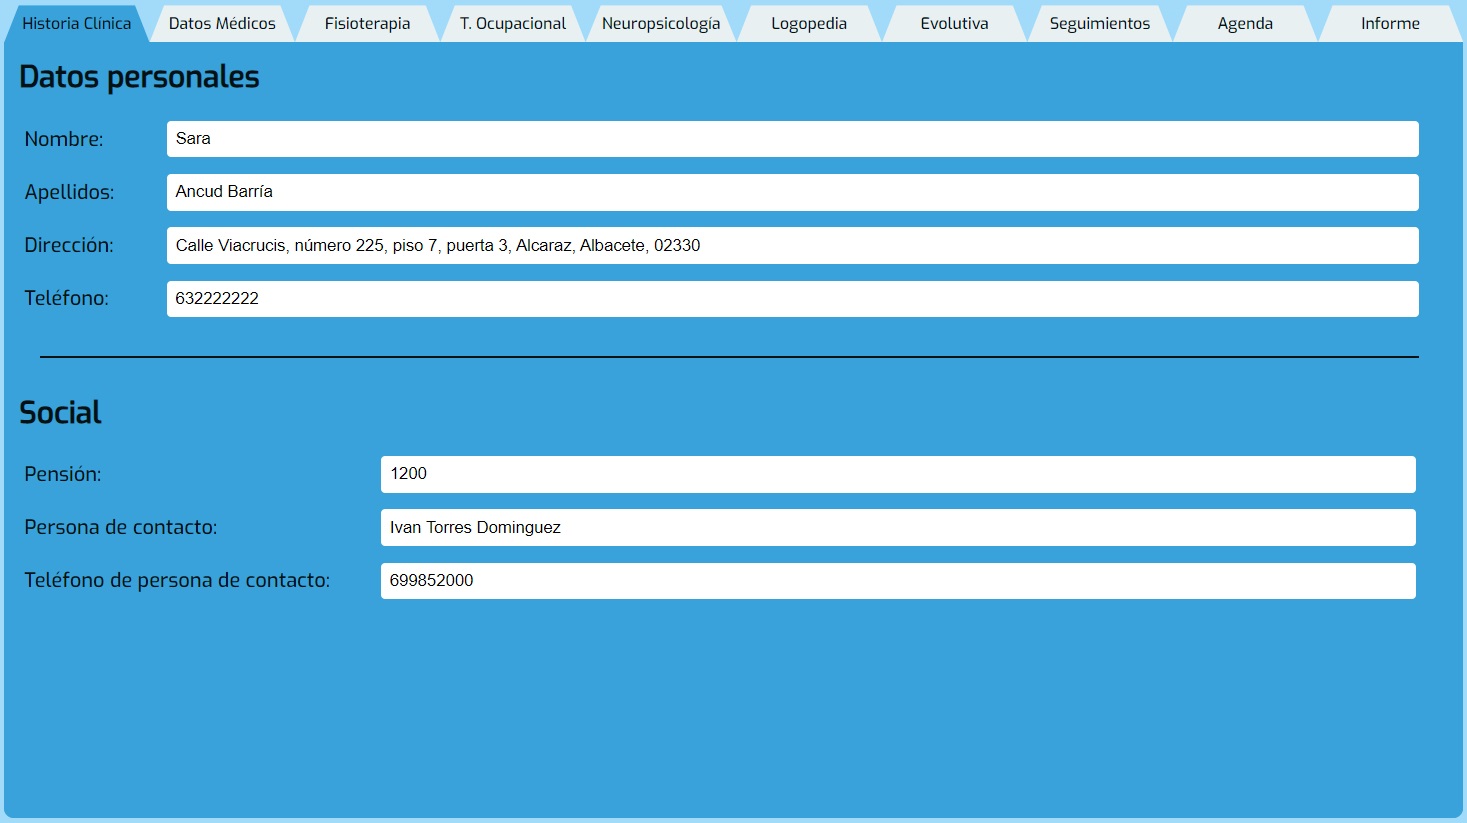 Historia Clínica Datos Médicos Fisioterapia T. Ocupacional Neuropsicología Logopedia Evolutiva Seguimientos Agenda Informe
Datos personales
Nombre: Sara
Apellidos: Ancud Barría
Dirección: Calle Viacrucis, número 225, piso 7, puerta 3, Alcaraz, Albacete, 02330
Teléfono: 632222222
Social
Pensión: 1200
Persona de contacto: Ivan Torres Dominguez
Teléfono de persona de contacto: 699852000